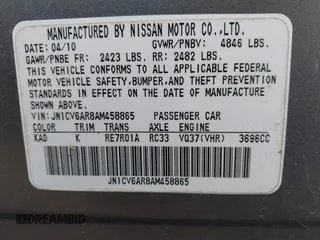 MANUFACTURED BY NISSAN MOTOR CO.,LTD.
DATE: 04/10 GVWR/PNBV: 4846 LBS.
GAWR/PNBE FR: 2423 LBS. RR: 2482 LBS.
THIS VEHICLE CONFORMS TO ALL APPLICABLE FEDERAL
MOTOR VEHICLE SAFETY,BUMPER,AND THEFT PREVENTION
STANDARDS IN EFFECT ON THE DATE OF MANUFACTURE
SHOWN ABOVE.
VIN: JN1CV6AR8AM458865 PASSENGER CAR
COLOR TRIM TRANS AXLE ENGINE
KAD K RE7R01A RC33 VQ37(VHR) 3696CC
JN1CV6AR8AM458865
DEALERBID